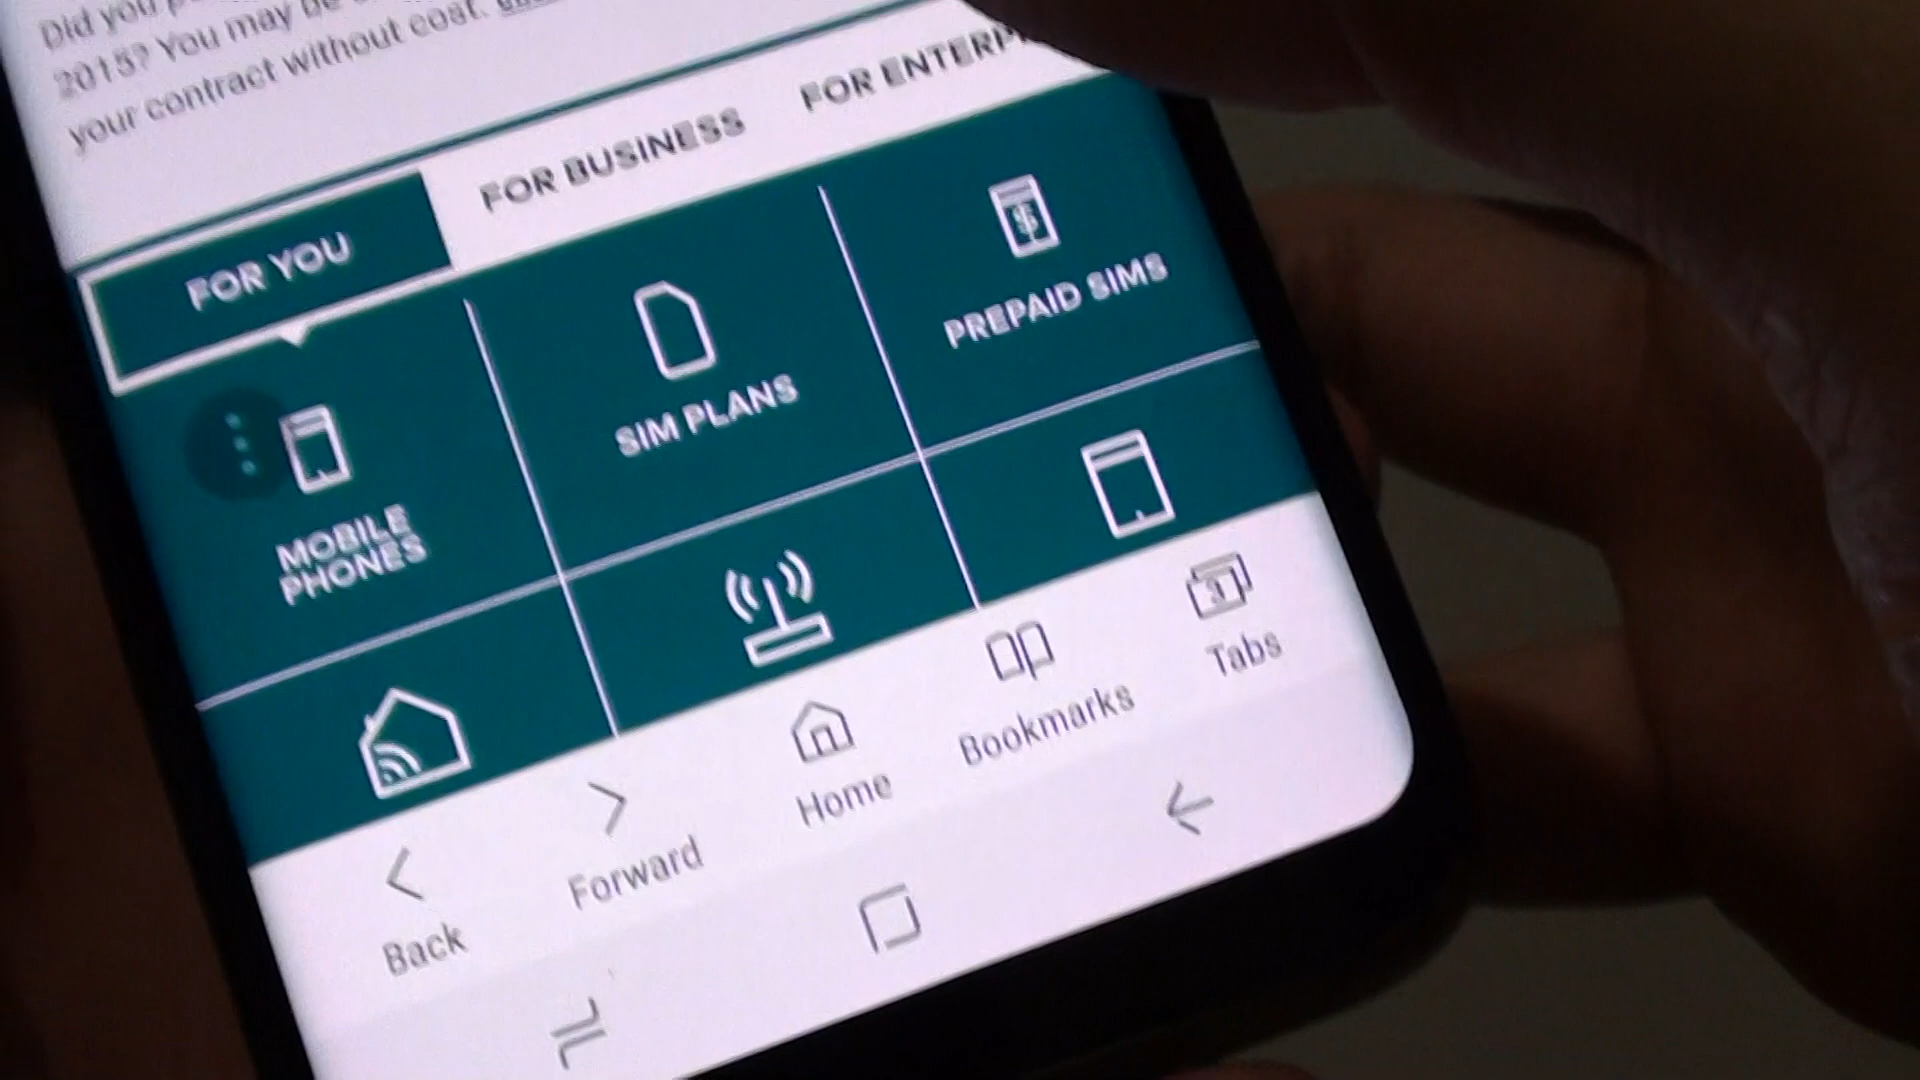 Did you
2015? You may be
your contract without cost.
FOR YOU
FOR BUSINESS
FOR ENTERP
MOBILE
PHONES
SIM PLANS
PREPAID SIMS
$
Back
Forward
Home
Bookmarks
3
Tabs